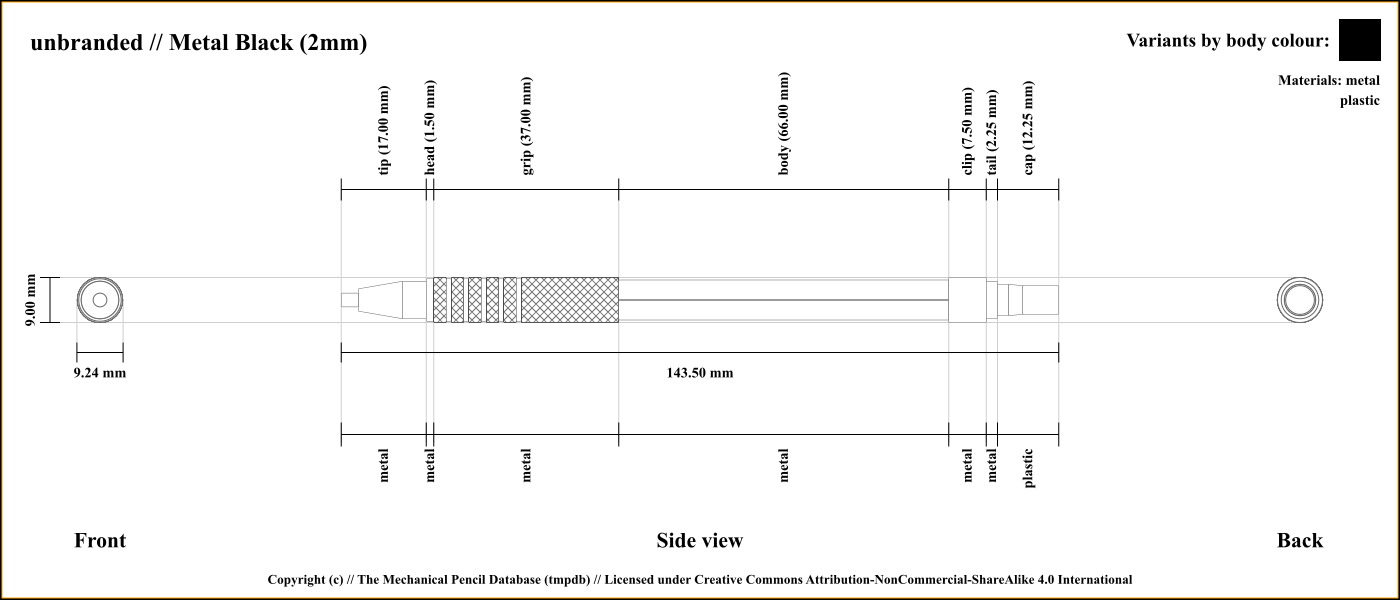 unbranded // Metal Black (2mm)
Variants by body colour:
Materials: metal
plastic
tip (17.00 mm)
head (1.50 mm)
grip (37.00 mm)
body (66.00 mm)
clip (7.50 mm)
tail (2.25 mm)
cap (12.25 mm)
9.00 mm
9.24 mm
143.50 mm
metal
metal
metal
metal
metal
metal
plastic
Front
Side view
Back
Copyright (c) // The Mechanical Pencil Database (tmpdb) // Licensed under Creative Commons Attribution-NonCommercial-ShareAlike 4.0 International